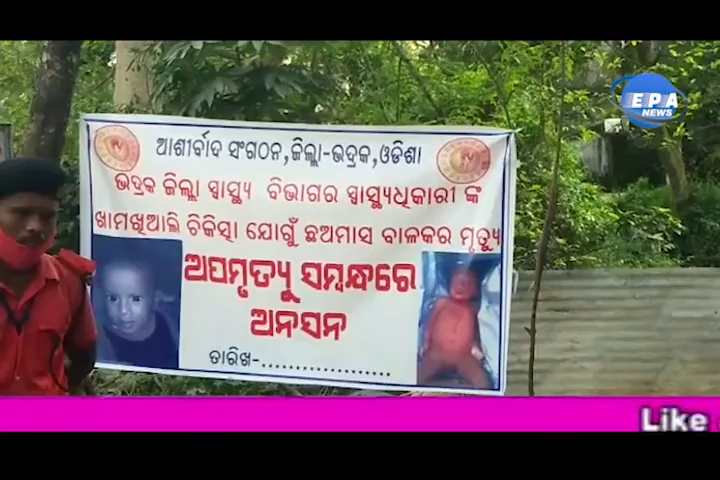 EPA
NEWS
ଆଶୀର୍ବାଦ ସଂଗଠନ,ଜିଲ୍ଲା-ଭଦ୍ରକ,ଓଡିଶା
ଭଦ୍ରକ ଜିଲ୍ଲା ସ୍ୱାସ୍ଥ୍ୟ ବିଭାଗର ସ୍ୱାସ୍ଥ୍ୟଧିକାରୀ ଙ୍କ
ଖାମଖିଆଲି ଚିକିତ୍ସା ଯୋଗୁଁ ଛଅମାସ ବାଳକର ମୃତ୍ୟୁ
ଅପମୃତ୍ୟୁ ସମ୍ବନ୍ଧରେ
ଅନସନ
ତାରିଖ-....................
Like